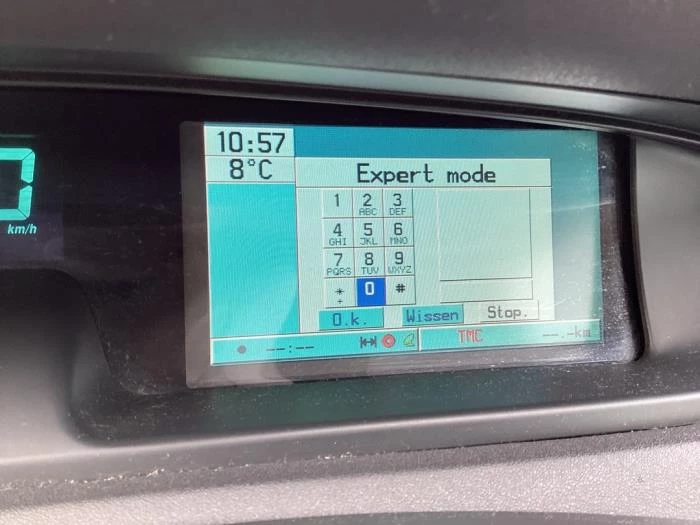 10:57
8°C
Expert mode
1 2 3
ABC DEF
4 5 6
GHI JKL MNO
7 8 9
PQRS TUV WXYZ
* 0 #
+
O.k. Wissen Stop.
--:-- TMC --.-km
km/h